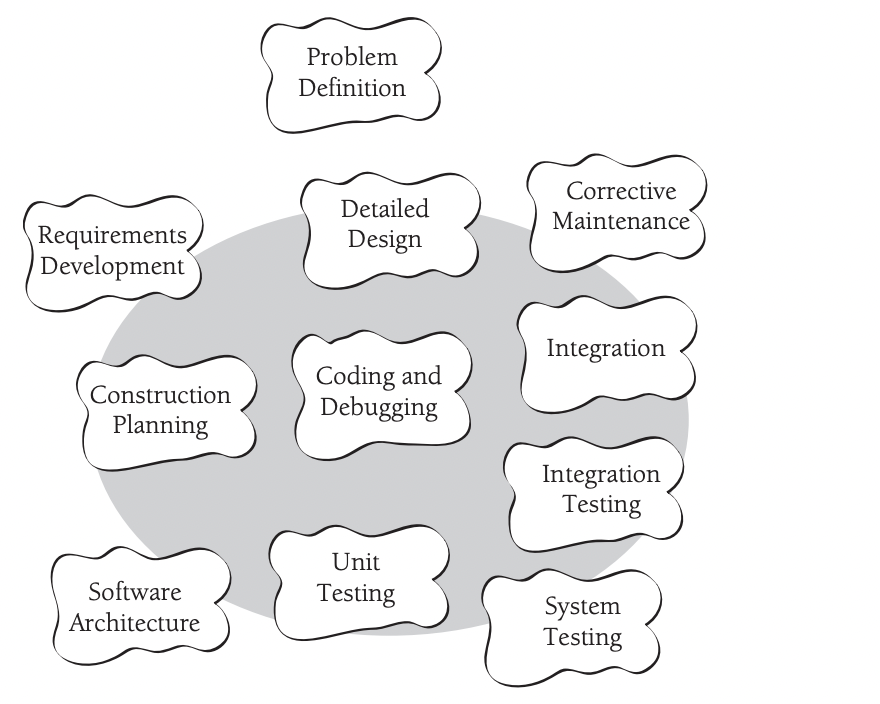 Problem
Definition
Corrective
Maintenance
Detailed
Design
Requirements
Development
Integration
Coding and
Debugging
Construction
Planning
Integration
Testing
Unit
Testing
Software
Architecture
System
Testing